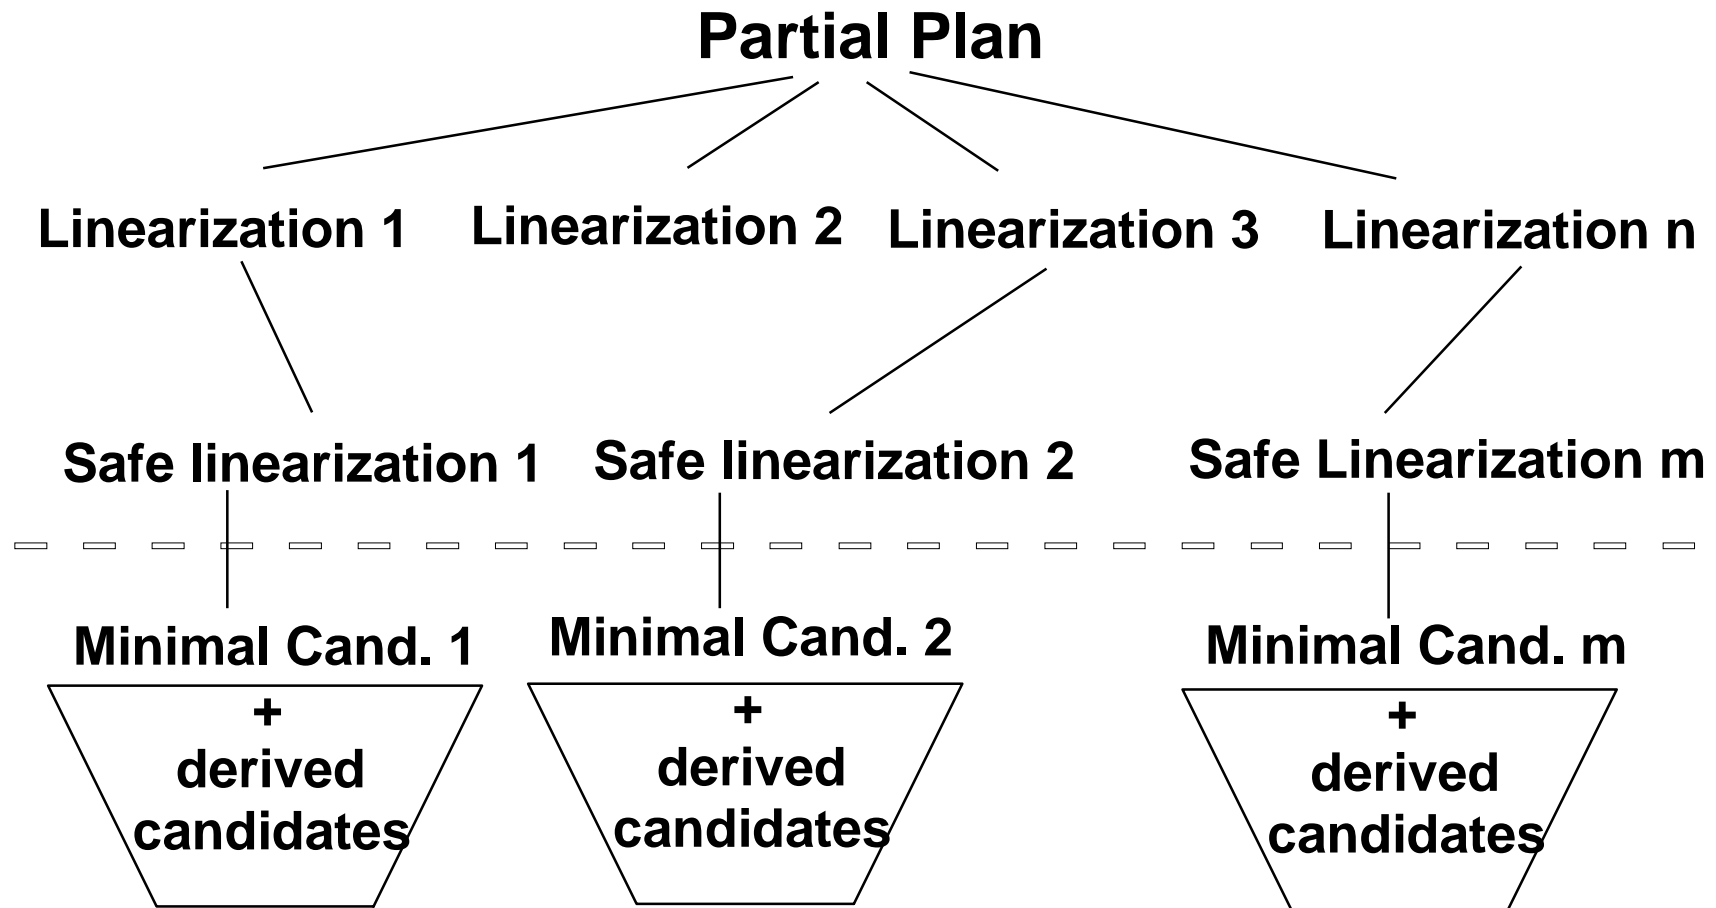 Partial Plan
Linearization 1
Linearization 2
Linearization 3
Linearization n
Safe linearization 1
Safe linearization 2
Safe Linearization m
Minimal Cand. 1
+
derived
candidates
Minimal Cand. 2
+
derived
candidates
Minimal Cand. m
+
derived
candidates